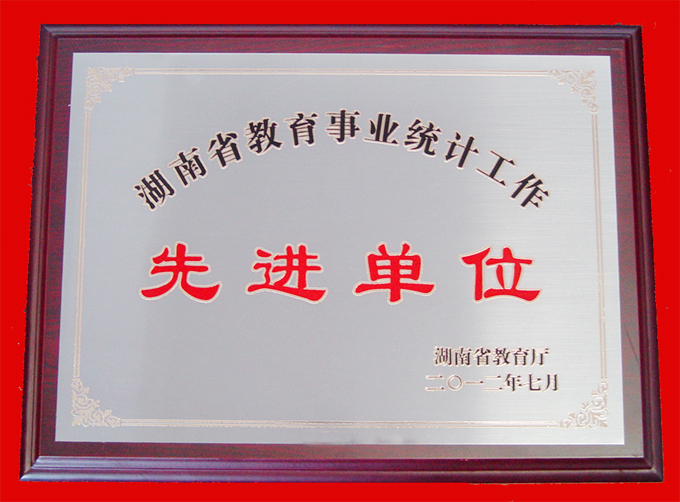 湖南省教育事业统计工作
先进单位
湖南省教育厅
二〇一二年七月